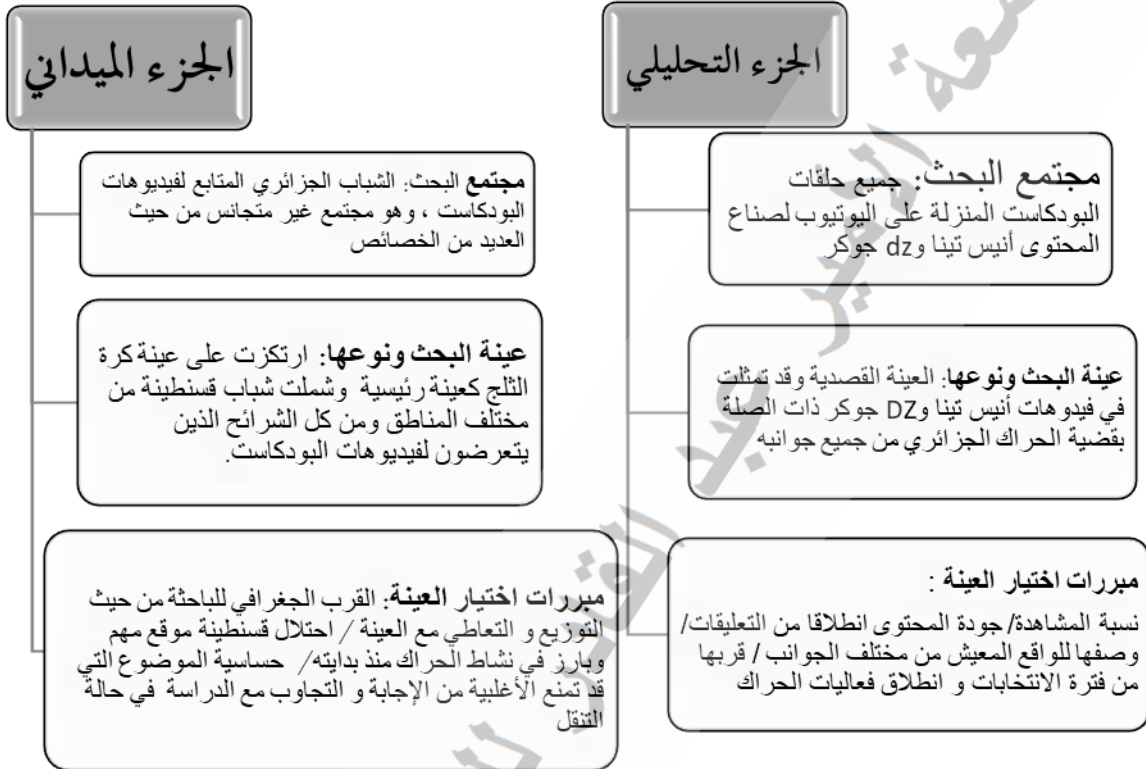 الجزء التحليلي
مجتمع البحث: جميع حلقات
البودكاست المنزلة على اليوتيوب لصناع
المحتوى أنيس تينا وdz جوكر
عينة البحث ونوعها: العينة القصدية وقد تمثلت
في فيدوهات أنيس تينا وDZ جوكر ذات الصلة
بقضية الحراك الجزائري من جميع جوانبه
مبررات اختيار العينة :
نسبة المشاهدة/ جودة المحتوى انطلاقا من التعليقات/
وصفها للواقع المعيش من مختلف الجوانب / قربها
من فترة الانتخابات و انطلاق فعاليات الحراك
الجزء الميداني
مجتمع البحث: الشباب الجزائري المتابع لفيديوهات
البودكاست ، وهو مجتمع غير متجانس من حيث
العديد من الخصائص
عينة البحث ونوعها: ارتكزت على عينة كرة
الثلج كعينة رئيسية وشملت شباب قسنطينة من
مختلف المناطق ومن كل الشرائح الذين
يتعرضون لفيديوهات البودكاست.
مبررات اختيار العينة: القرب الجغرافي للباحثة من حيث
التوزيع و التعاطي مع العينة / احتلال قسنطينة موقع مهم
وبارز في نشاط الحراك منذ بدايته/ حساسية الموضوع التي
قد تمنع الأغلبية من الإجابة و التجاوب مع الدراسة في حالة
التنقل
الأمير عبد القادر